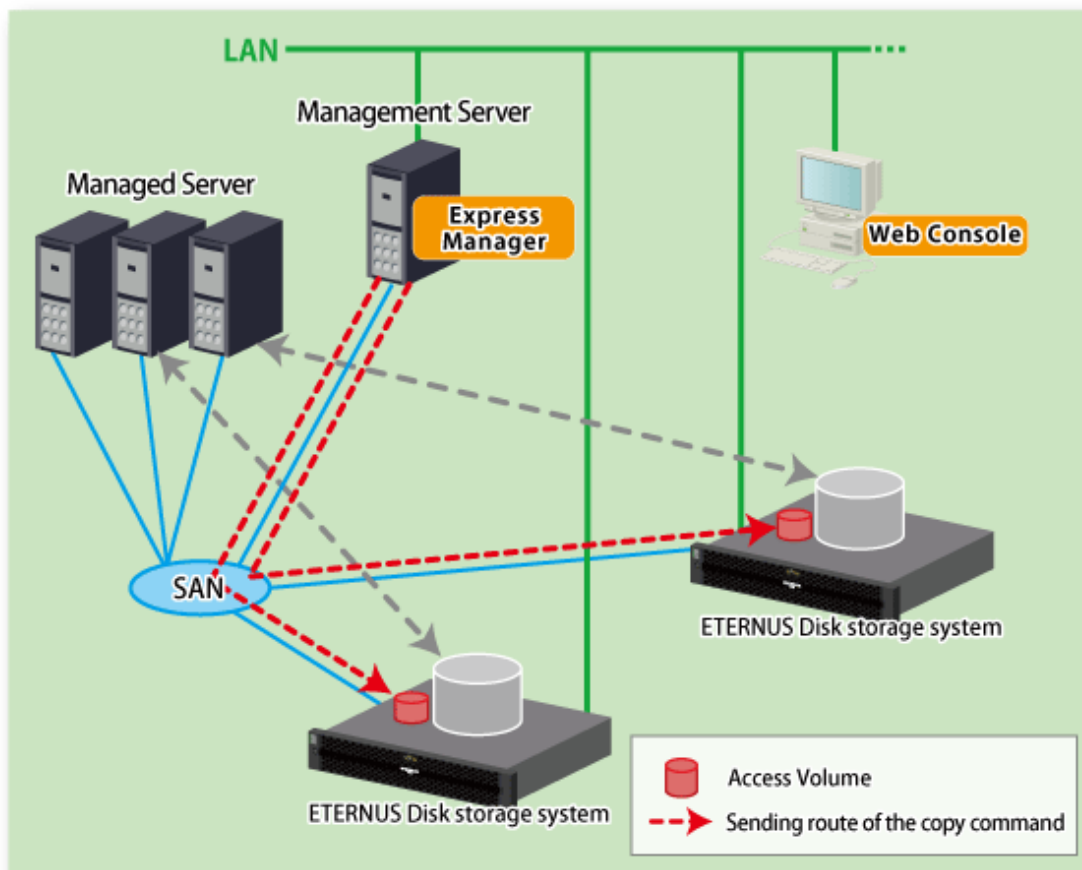 LAN
Management Server
Managed Server
Express
Manager
Web Console
SAN
ETERNUS Disk storage system
ETERNUS Disk storage system
Access Volume
Sending route of the copy command